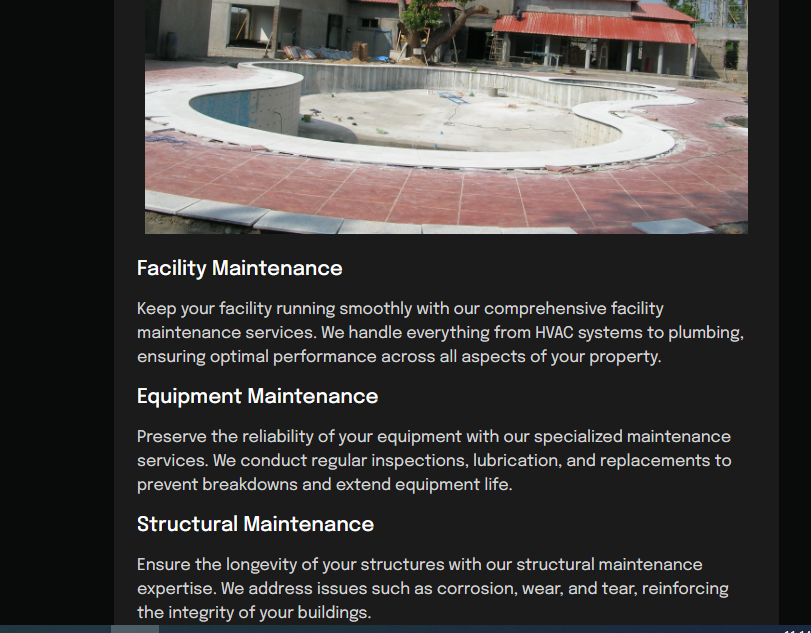 Facility Maintenance
Keep your facility running smoothly with our comprehensive facility
maintenance services. We handle everything from HVAC systems to plumbing,
ensuring optimal performance across all aspects of your property.
Equipment Maintenance
Preserve the reliability of your equipment with our specialized maintenance
services. We conduct regular inspections, lubrication, and replacements to
prevent breakdowns and extend equipment life.
Structural Maintenance
Ensure the longevity of your structures with our structural maintenance
expertise. We address issues such as corrosion, wear, and tear, reinforcing
the integrity of your buildings.